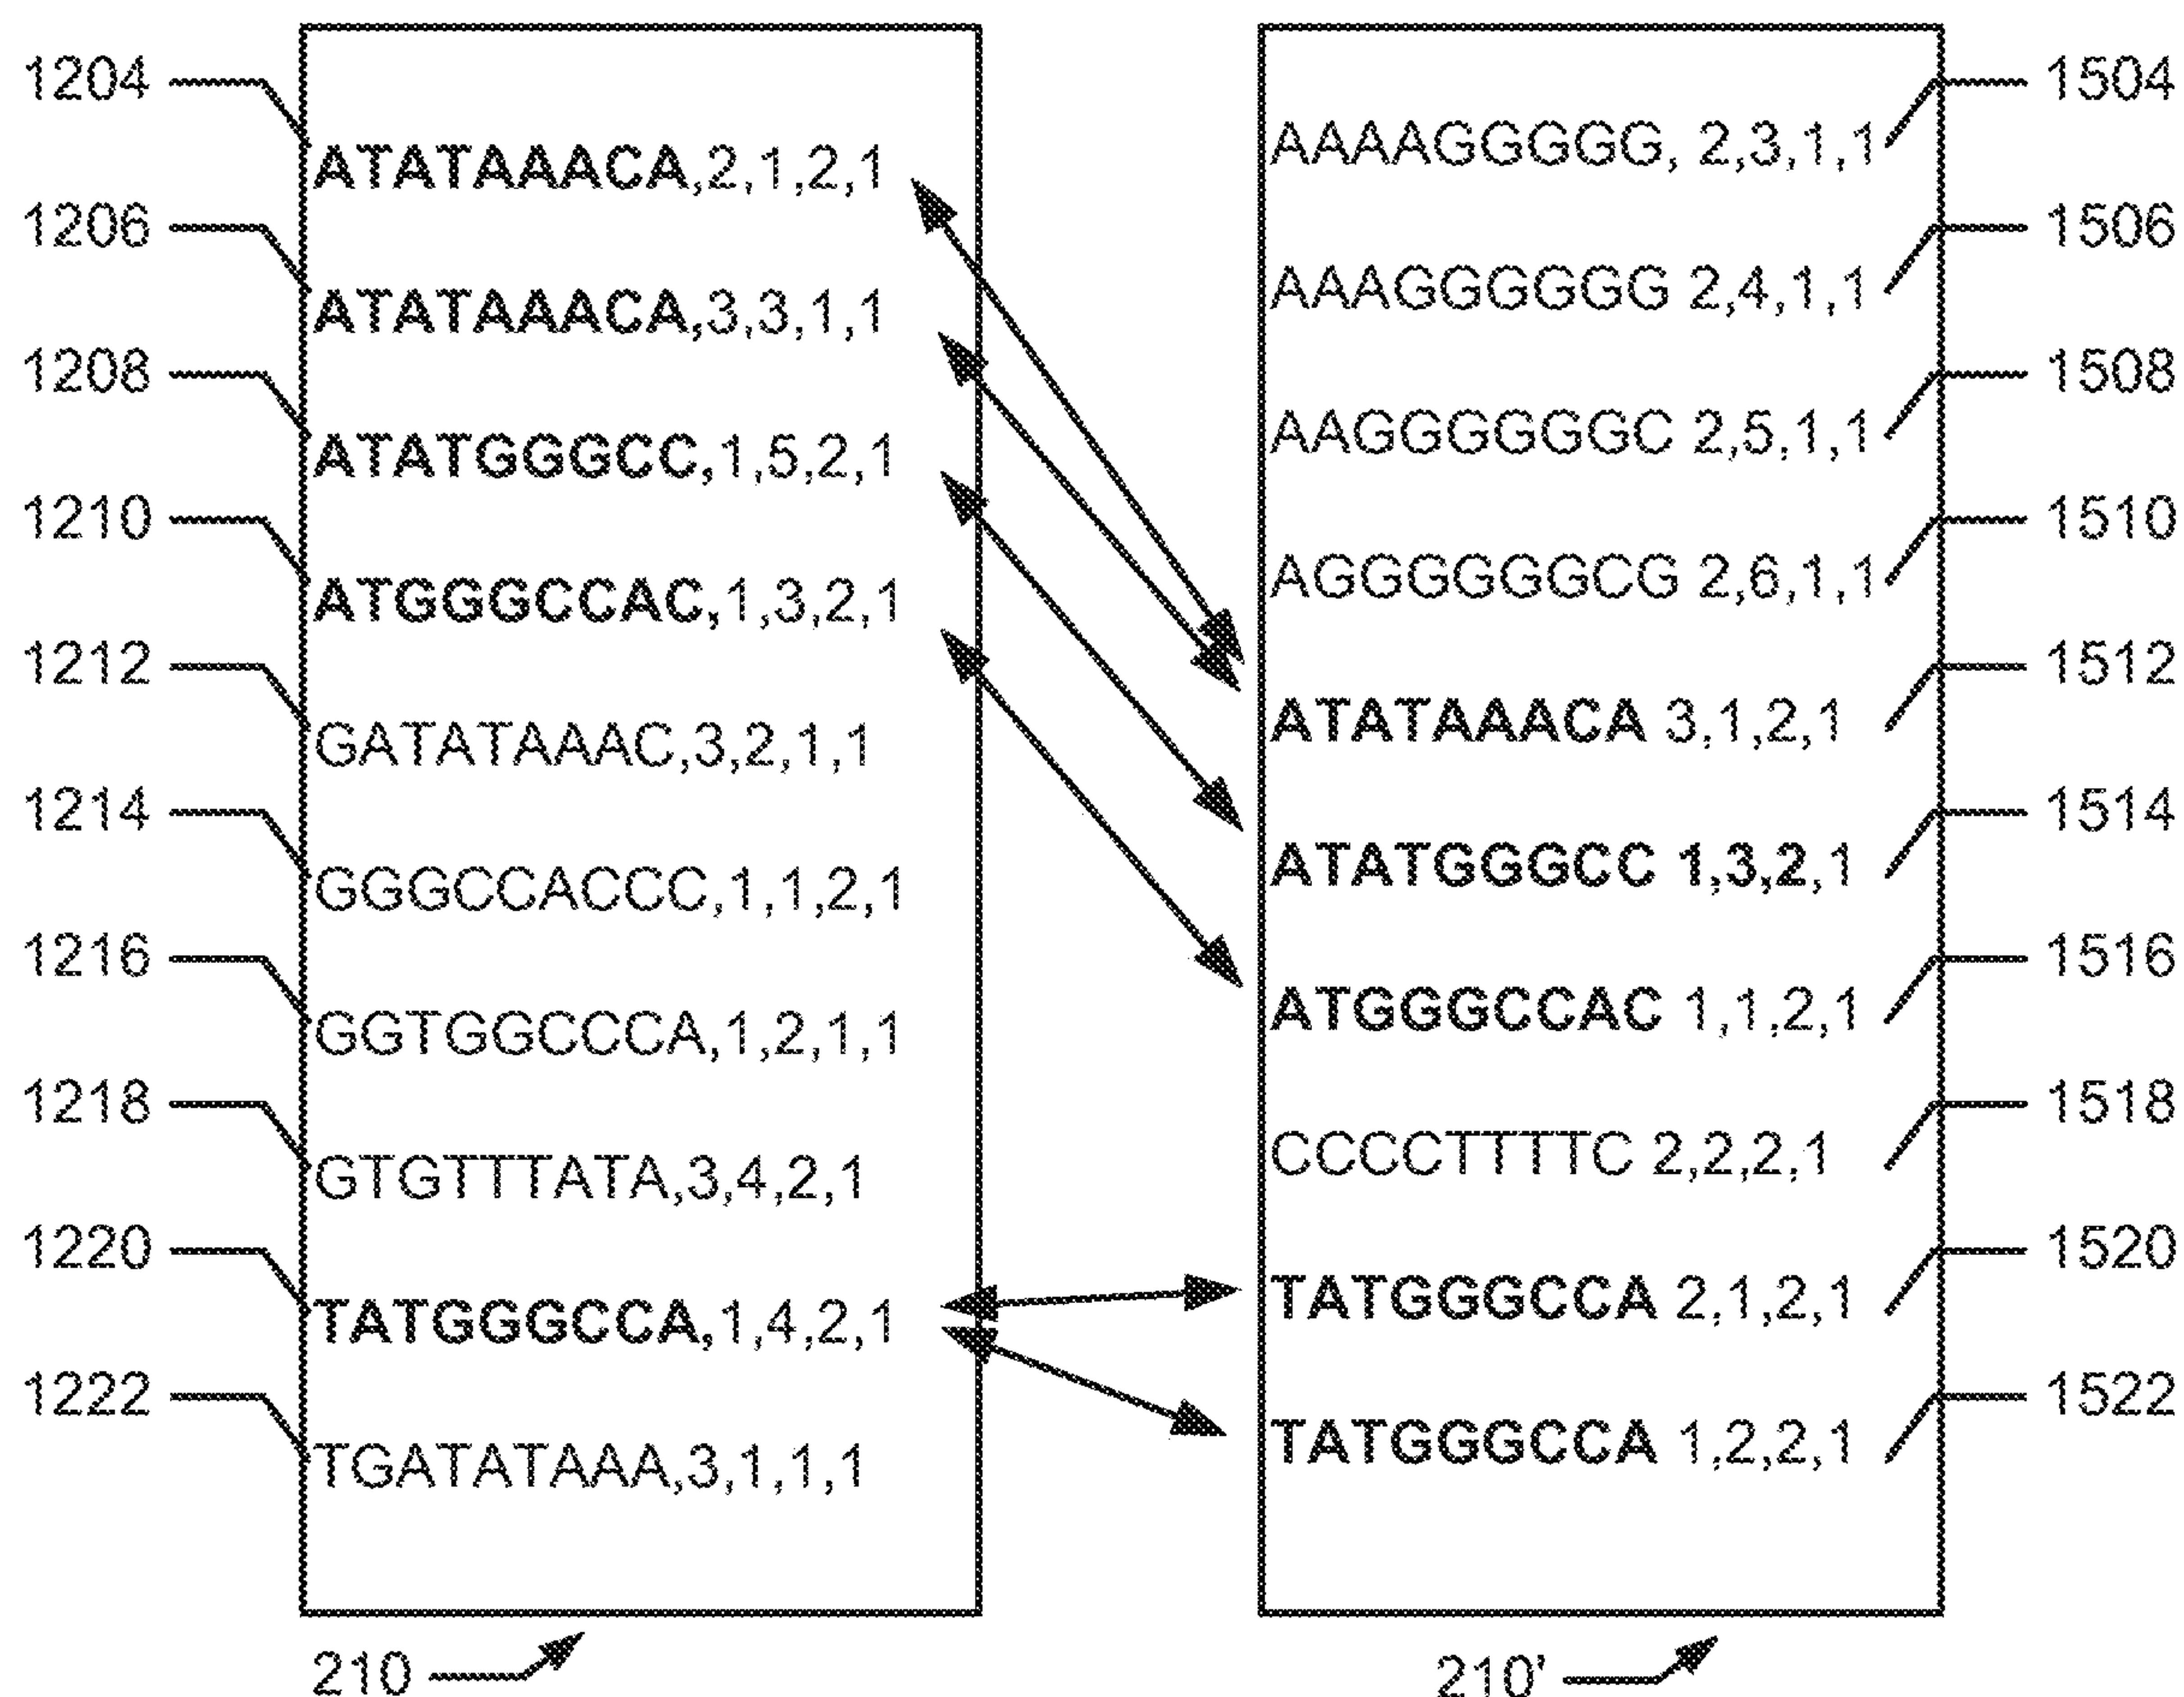 1204
ATATAAACA,2,1,2,1
1206
ATATAAACA,3,3,1,1
1208
ATATGGGCC,1,5,2,1
1210
ATGGGCCAC,1,3,2,1
1212
GATATAAAC,3,2,1,1
1214
GGGCCACCC,1,1,2,1
1216
GGTGGCCCA,1,2,1,1
1218
GTGTTTATA,3,4,2,1
1220
TATGGGCCA,1,4,2,1
1222
TGATATAAA,3,1,1,1
210
1504
AAAAGGGGG, 2,3,1,1
1506
AAAGGGGGG 2,4,1,1
1508
AAGGGGGGC 2,5,1,1
1510
AGGGGGGCG 2,6,1,1
1512
ATATAAACA 3,1,2,1
1514
ATATGGGCC 1,3,2,1
1516
ATGGGCCAC 1,1,2,1
1518
CCCCTTTTC 2,2,2,1
1520
TATGGGCCA 2,1,2,1
1522
TATGGGCCA 1,2,2,1
210'